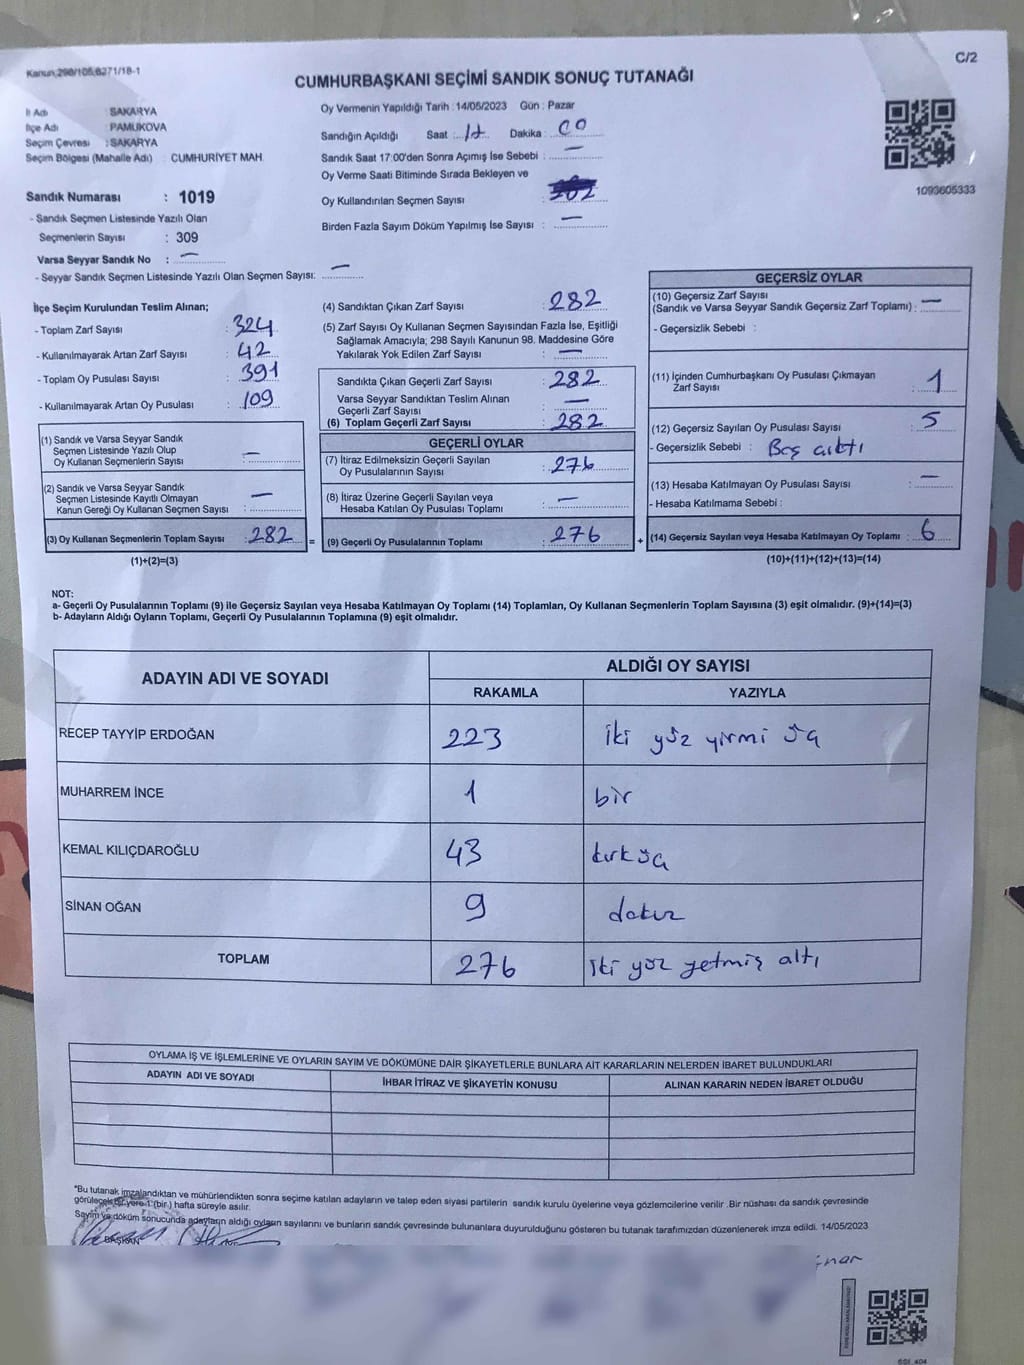 C/2
Kanun:298/105,6271/18-1
CUMHURBAŞKANI SEÇİMİ SANDIK SONUÇ TUTANAĞI
İl Adı : SAKARYA
İlçe Adı : PAMUKOVA
Seçim Çevresi : SAKARYA
Seçim Bölgesi (Mahalle Adı) : CUMHURİYET MAH.
Sandık Numarası : 1019
- Sandık Seçmen Listesinde Yazılı Olan
Seçmenlerin Sayısı : 309
Varsa Seyyar Sandık No : —
- Seyyar Sandık Seçmen Listesinde Yazılı Olan Seçmen Sayısı: —
Oy Vermenin Yapıldığı Tarih : 14/05/2023 Gün : Pazar
Sandığın Açıldığı Saat : 17 Dakika : 00
Sandık Saat 17:00'den Sonra Açımış İse Sebebi : —
Oy Verme Saati Bitiminde Sırada Bekleyen ve
Oy Kullandırılan Seçmen Sayısı :
Birden Fazla Sayım Döküm Yapılmış İse Sayısı : —
1093605333
İlçe Seçim Kurulundan Teslim Alınan;
- Toplam Zarf Sayısı : 324
- Kullanılmayarak Artan Zarf Sayısı : 42
- Toplam Oy Pusulası Sayısı : 391
- Kullanılmayarak Artan Oy Pusulası : 109
(1) Sandık ve Varsa Seyyar Sandık
Seçmen Listesinde Yazılı Olup
Oy Kullanan Seçmenlerin Sayısı : —
(2) Sandık ve Varsa Seyyar Sandık
Seçmen Listesinde Kayıtlı Olmayan
Kanun Gereği Oy Kullanan Seçmen Sayısı : —
(3) Oy Kullanan Seçmenlerin Toplam Sayısı : 282 =
(1)+(2)=(3)
(4) Sandıktan Çıkan Zarf Sayısı : 282
(5) Zarf Sayısı Oy Kullanan Seçmen Sayısından Fazla İse, Eşitliği
Sağlamak Amacıyla; 298 Sayılı Kanunun 98. Maddesine Göre
Yakılarak Yok Edilen Zarf Sayısı : —
Sandıkta Çıkan Geçerli Zarf Sayısı : 282
Varsa Seyyar Sandıktan Teslim Alınan
Geçerli Zarf Sayısı : —
(6) Toplam Geçerli Zarf Sayısı : 282
GEÇERLİ OYLAR
(7) İtiraz Edilmeksizin Geçerli Sayılan
Oy Pusulalarının Sayısı : 276
(8) İtiraz Üzerine Geçerli Sayılan veya
Hesaba Katılan Oy Pusulası Toplamı : —
(9) Geçerli Oy Pusulalarının Toplamı : 276 +
GEÇERSİZ OYLAR
(10) Geçersiz Zarf Sayısı
(Sandık ve Varsa Seyyar Sandık Geçersiz Zarf Toplamı) : —
- Geçersizlik Sebebi :
(11) İçinden Cumhurbaşkanı Oy Pusulası Çıkmayan
Zarf Sayısı : 1
(12) Geçersiz Sayılan Oy Pusulası Sayısı : 5
- Geçersizlik Sebebi : Boş çıktı
(13) Hesaba Katılmayan Oy Pusulası Sayısı : —
- Hesaba Katılmama Sebebi :
(14) Geçersiz Sayılan veya Hesaba Katılmayan Oy Toplamı : 6
(10)+(11)+(12)+(13)=(14)
NOT:
a- Geçerli Oy Pusulalarının Toplamı (9) ile Geçersiz Sayılan veya Hesaba Katılmayan Oy Toplamı (14) Toplamları, Oy Kullanan Seçmenlerin Toplam Sayısına (3) eşit olmalıdır. (9)+(14)=(3)
b- Adayların Aldığı Oyların Toplamı, Geçerli Oy Pusulalarının Toplamına (9) eşit olmalıdır.
ADAYIN ADI VE SOYADI
ALDIĞI OY SAYISI
RAKAMLA YAZIYLA
RECEP TAYYİP ERDOĞAN 223 iki yüz yirmi üç
MUHARREM İNCE 1 bir
KEMAL KILIÇDAROĞLU 43 kırküç
SİNAN OĞAN 9 dokuz
TOPLAM 276 iki yüz yetmiş altı
OYLAMA İŞ VE İŞLEMLERİNE VE OYLARIN SAYIM VE DÖKÜMÜNE DAİR ŞİKAYETLERLE BUNLARA AİT KARARLARIN NELERDEN İBARET BULUNDUKLARI
ADAYIN ADI VE SOYADI İHBAR İTİRAZ VE ŞİKAYETİN KONUSU ALINAN KARARIN NEDEN İBARET OLDUĞU
"Bu tutanak imzalandıktan ve mühürlendikten sonra seçime katılan adayların ve talep eden siyasi partilerin sandık kurulu üyelerine veya gözlemcilerine verilir. Bir nüshası da sandık çevresinde
görülecek bir yere 1 (bir) hafta süreyle asılır.
Sayım ve döküm sonucunda adayların aldığı oyların sayılarını ve bunların sandık çevresinde bulunanlara duyurulduğunu gösteren bu tutanak tarafımızdan düzenlenerek imza edildi. 14/05/2023
BAŞKAN